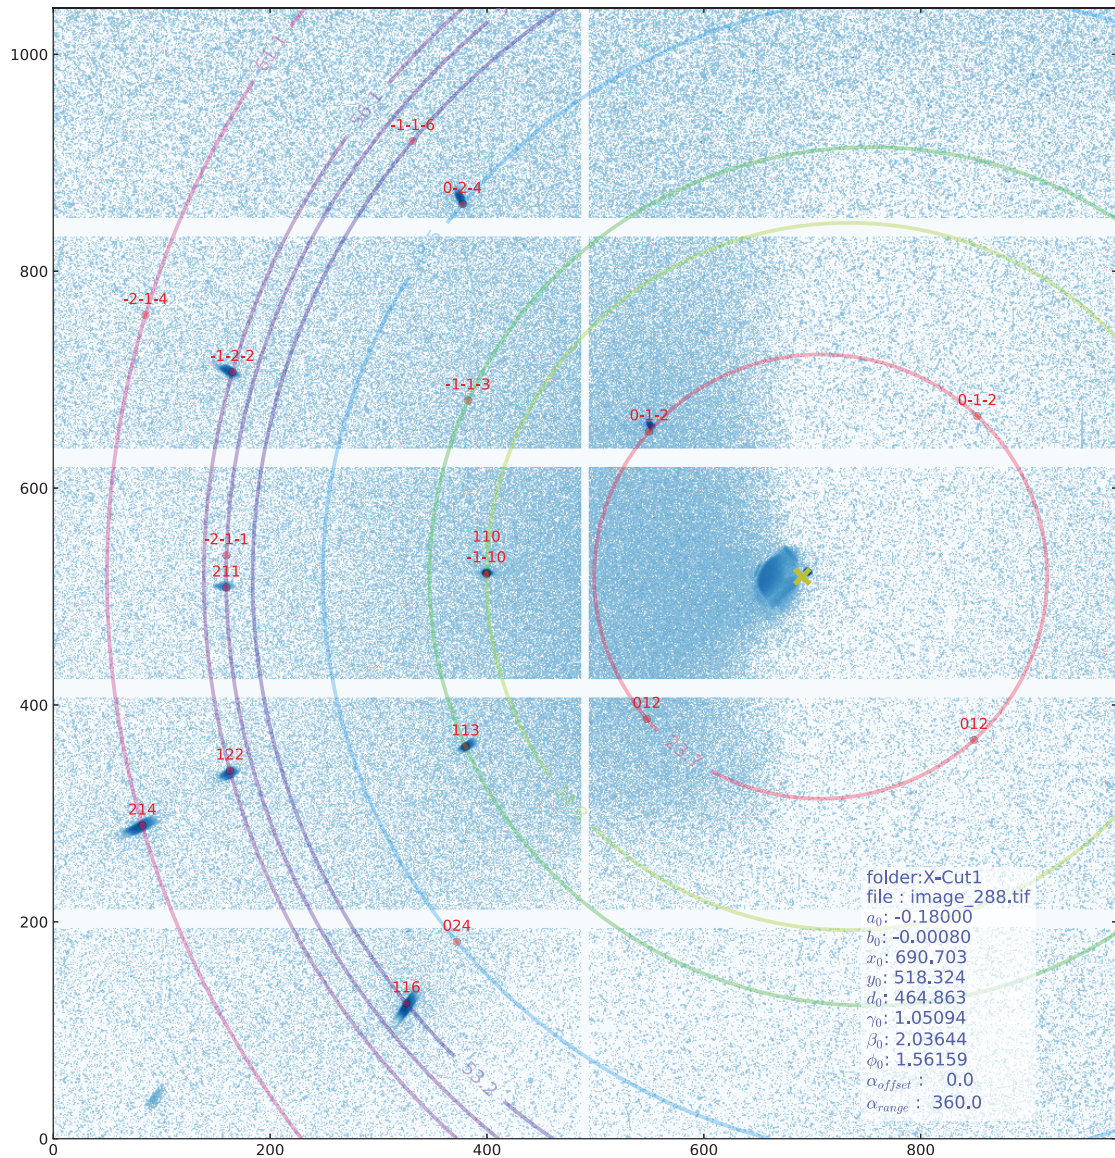 1000
800
600
400
200
0
61.1
56.1
-1-1-6
0-2-4
-2-1-4
-1-2-2
-1-1-3
0-1-2
0-1-2
-2-1-1
211
110
-1-10
012
012
113
23.7
122
214
024
116
53.2
folder:X-Cut1
file : image_288.tif
a₀: -0.18000
b₀: -0.00080
x₀: 690.703
y₀: 518.324
d₀: 464.863
γ₀: 1.05094
β₀: 2.03644
ϕ₀: 1.56159
α_offset : 0.0
α_range : 360.0
0 200 400 600 800